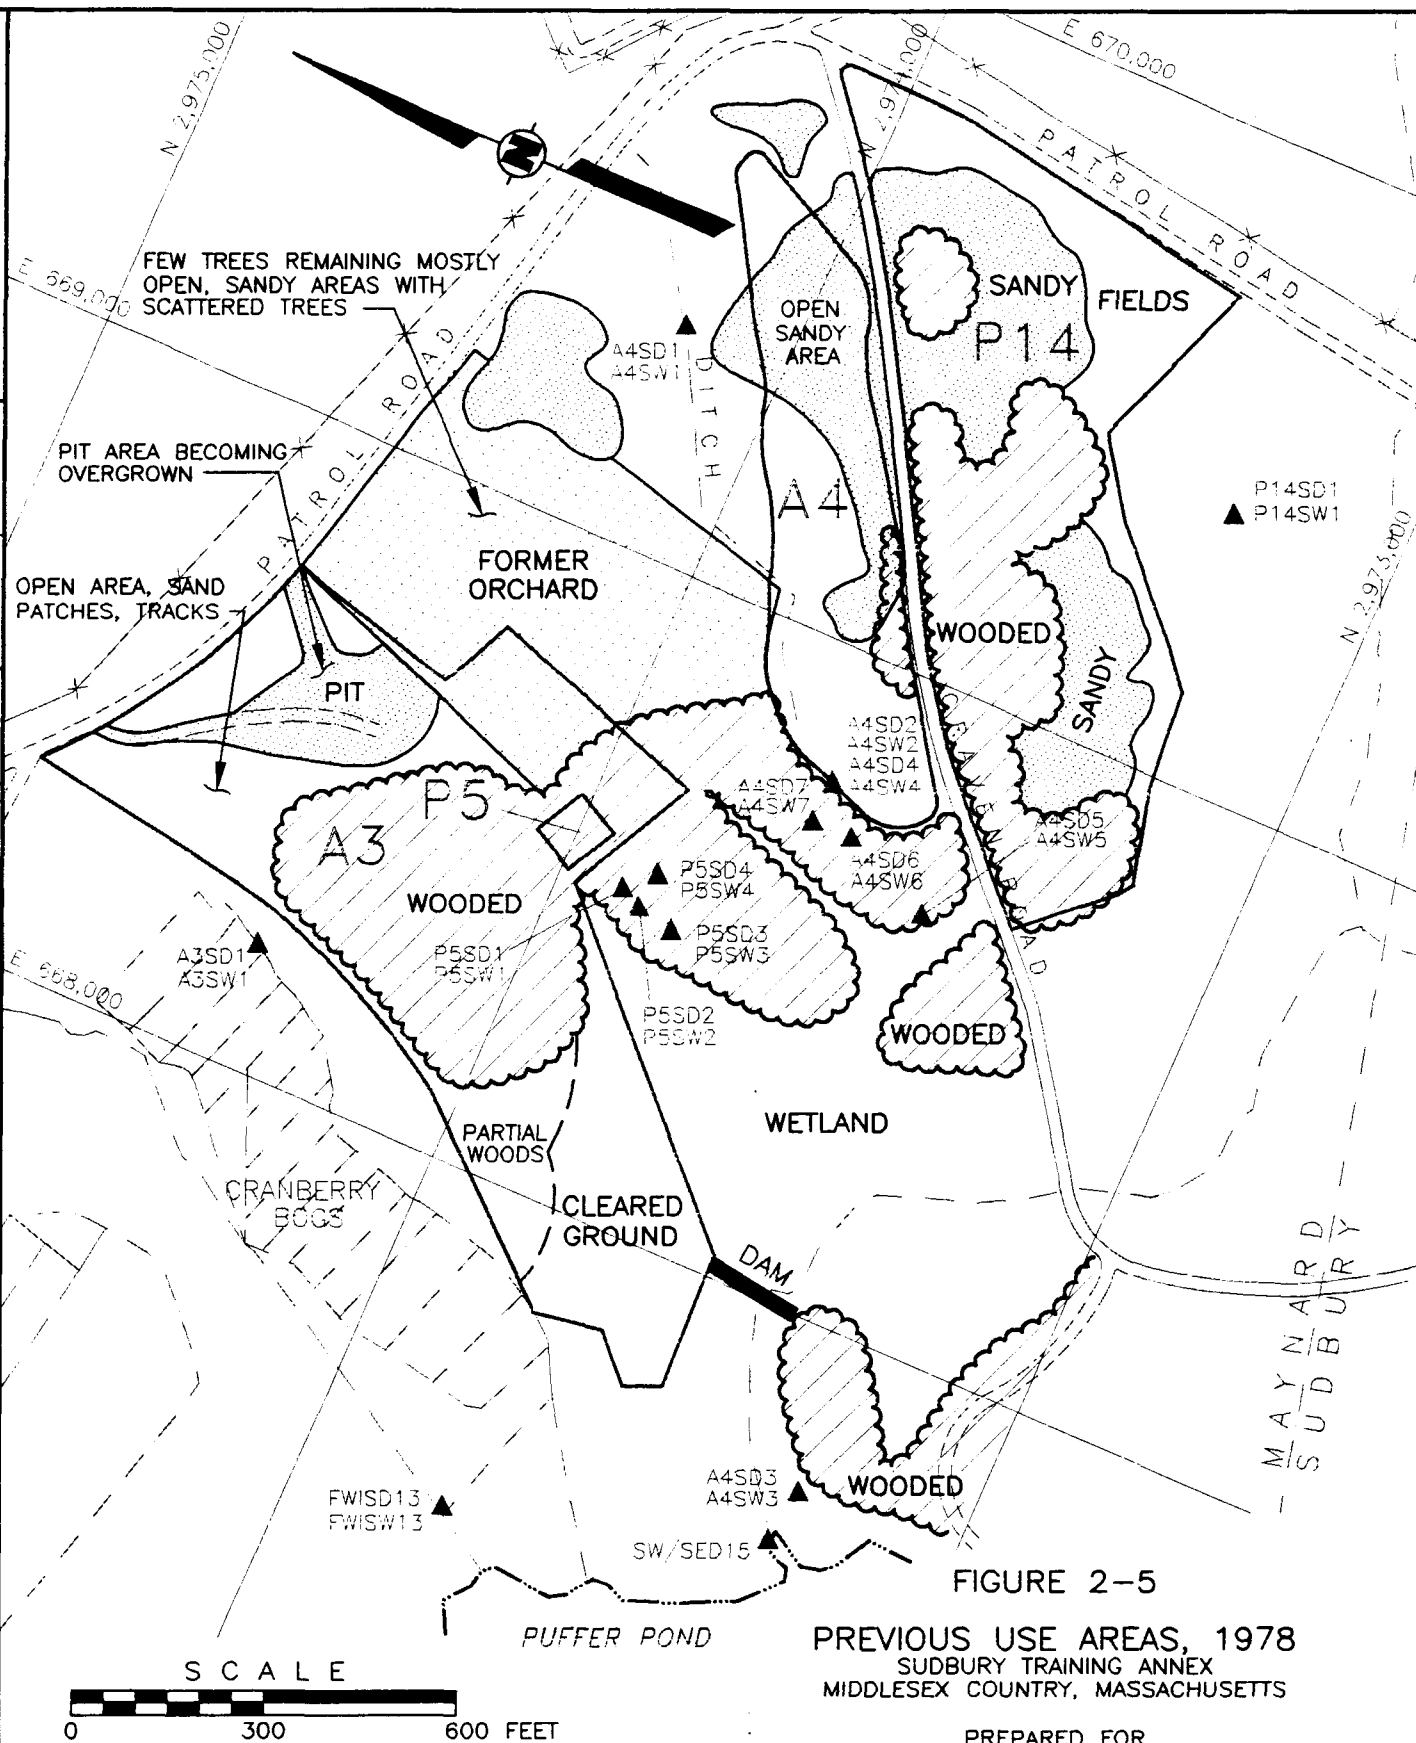 E 670,000
N 2,975,000
N 2,974,000
PATROL ROAD
N
FEW TREES REMAINING MOSTLY
OPEN, SANDY AREAS WITH
SCATTERED TREES
E 669,000
SANDY
FIELDS
P14
OPEN
SANDY
AREA
A4SD1
A4SW1
DITCH
PATROL ROAD
PIT AREA BECOMING
OVERGROWN
A4
P14SD1
P14SW1
N 2,973,000
FORMER
ORCHARD
OPEN AREA, SAND
PATCHES, TRACKS
WOODED
SANDY
PIT
A4SD2
A4SW2
A4SD4
A4SW4
A4SD7
A4SW7
P5
A3
A4SD5
A4SW5
A4SD6
A4SW6
P5SD4
P5SW4
WOODED
P5SD3
P5SW3
P5SD1
P5SW1
A3SD1
A3SW1
E 668,000
P5SD2
P5SW2
WOODED
WETLAND
PARTIAL
WOODS
CRANBERRY
BOGS
CLEARED
GROUND
DAM
MAYNARD
SUDBURY
A4SD3
A4SW3
WOODED
FWISD13
FWISW13
SW/SED15
FIGURE 2-5
PUFFER POND
PREVIOUS USE AREAS, 1978
SUDBURY TRAINING ANNEX
MIDDLESEX COUNTRY, MASSACHUSETTS
SCALE
0 300 600 FEET
PREPARED FOR